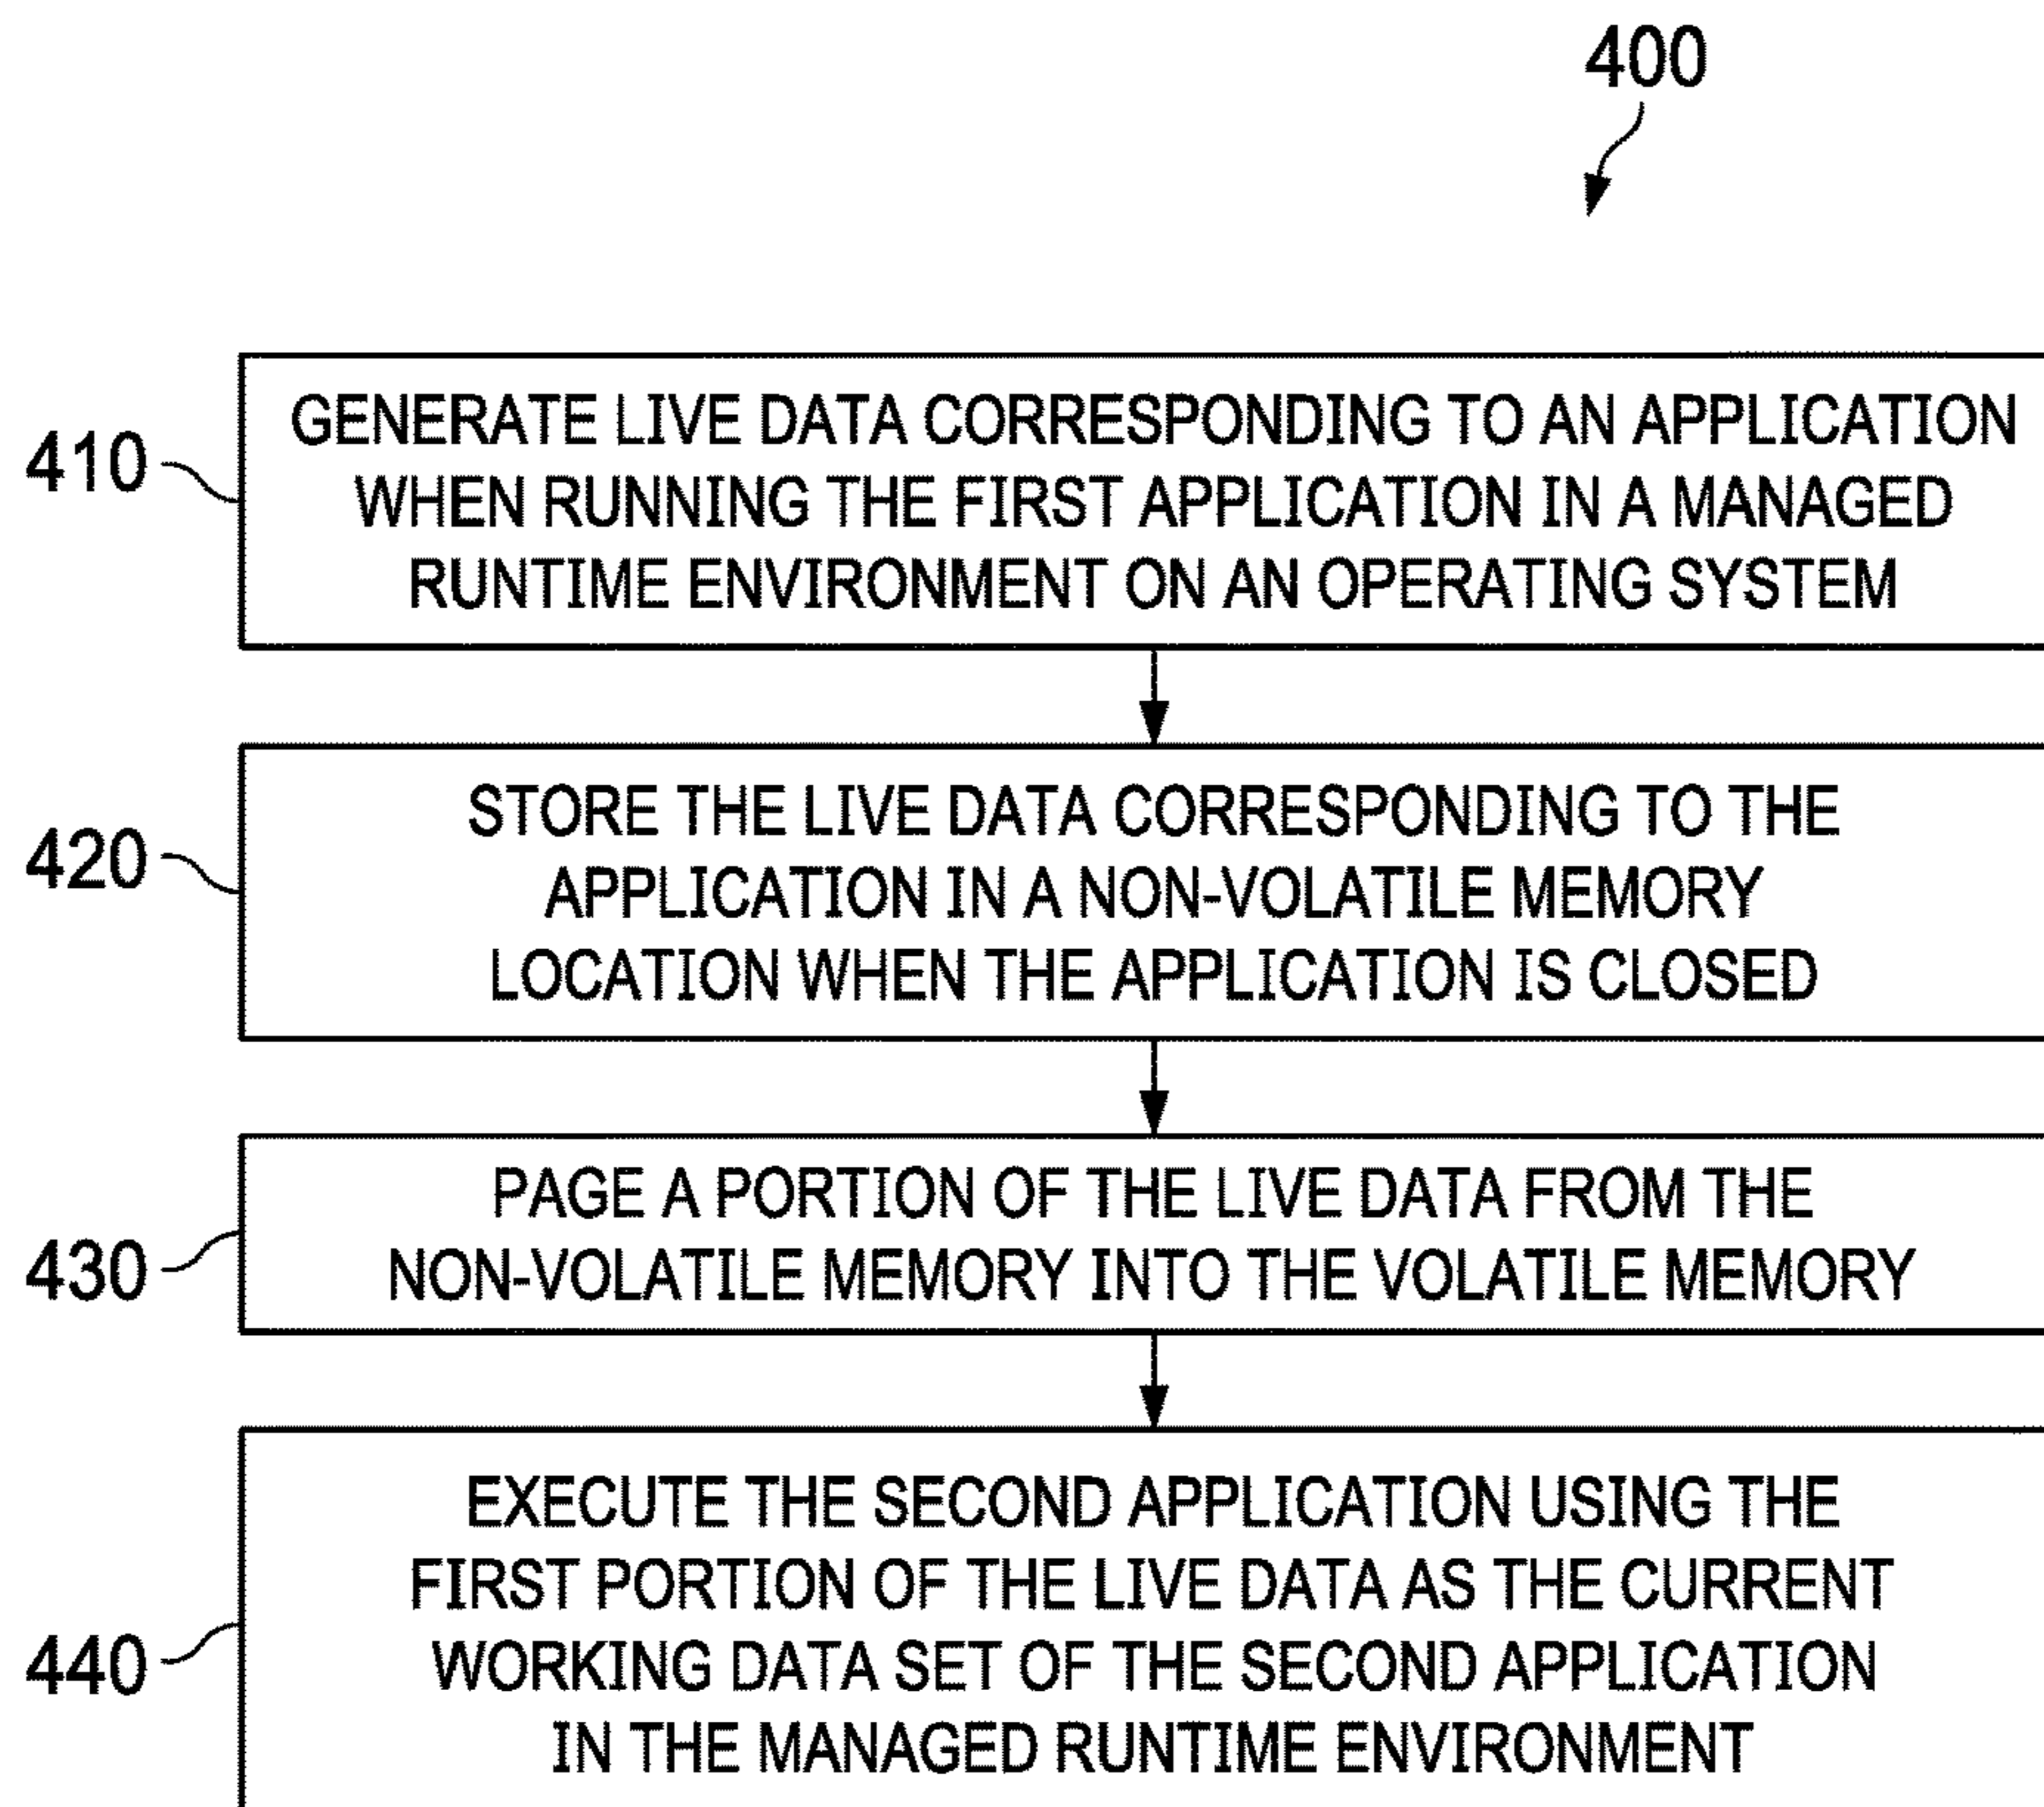 400
410
GENERATE LIVE DATA CORRESPONDING TO AN APPLICATION
WHEN RUNNING THE FIRST APPLICATION IN A MANAGED
RUNTIME ENVIRONMENT ON AN OPERATING SYSTEM
420
STORE THE LIVE DATA CORRESPONDING TO THE
APPLICATION IN A NON-VOLATILE MEMORY
LOCATION WHEN THE APPLICATION IS CLOSED
430
PAGE A PORTION OF THE LIVE DATA FROM THE
NON-VOLATILE MEMORY INTO THE VOLATILE MEMORY
440
EXECUTE THE SECOND APPLICATION USING THE
FIRST PORTION OF THE LIVE DATA AS THE CURRENT
WORKING DATA SET OF THE SECOND APPLICATION
IN THE MANAGED RUNTIME ENVIRONMENT